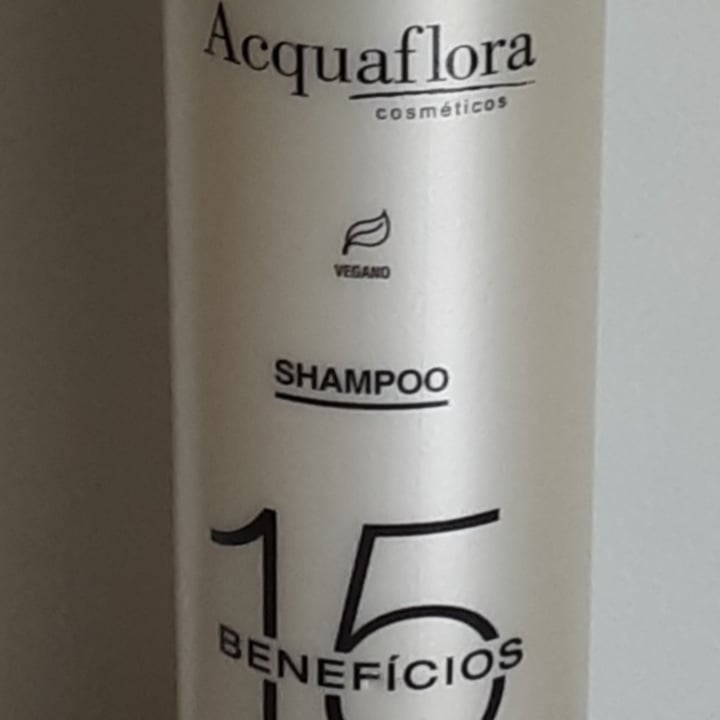 Acquaflora
cosméticos
VEGANO
SHAMPOO
15
BENEFÍCIOS